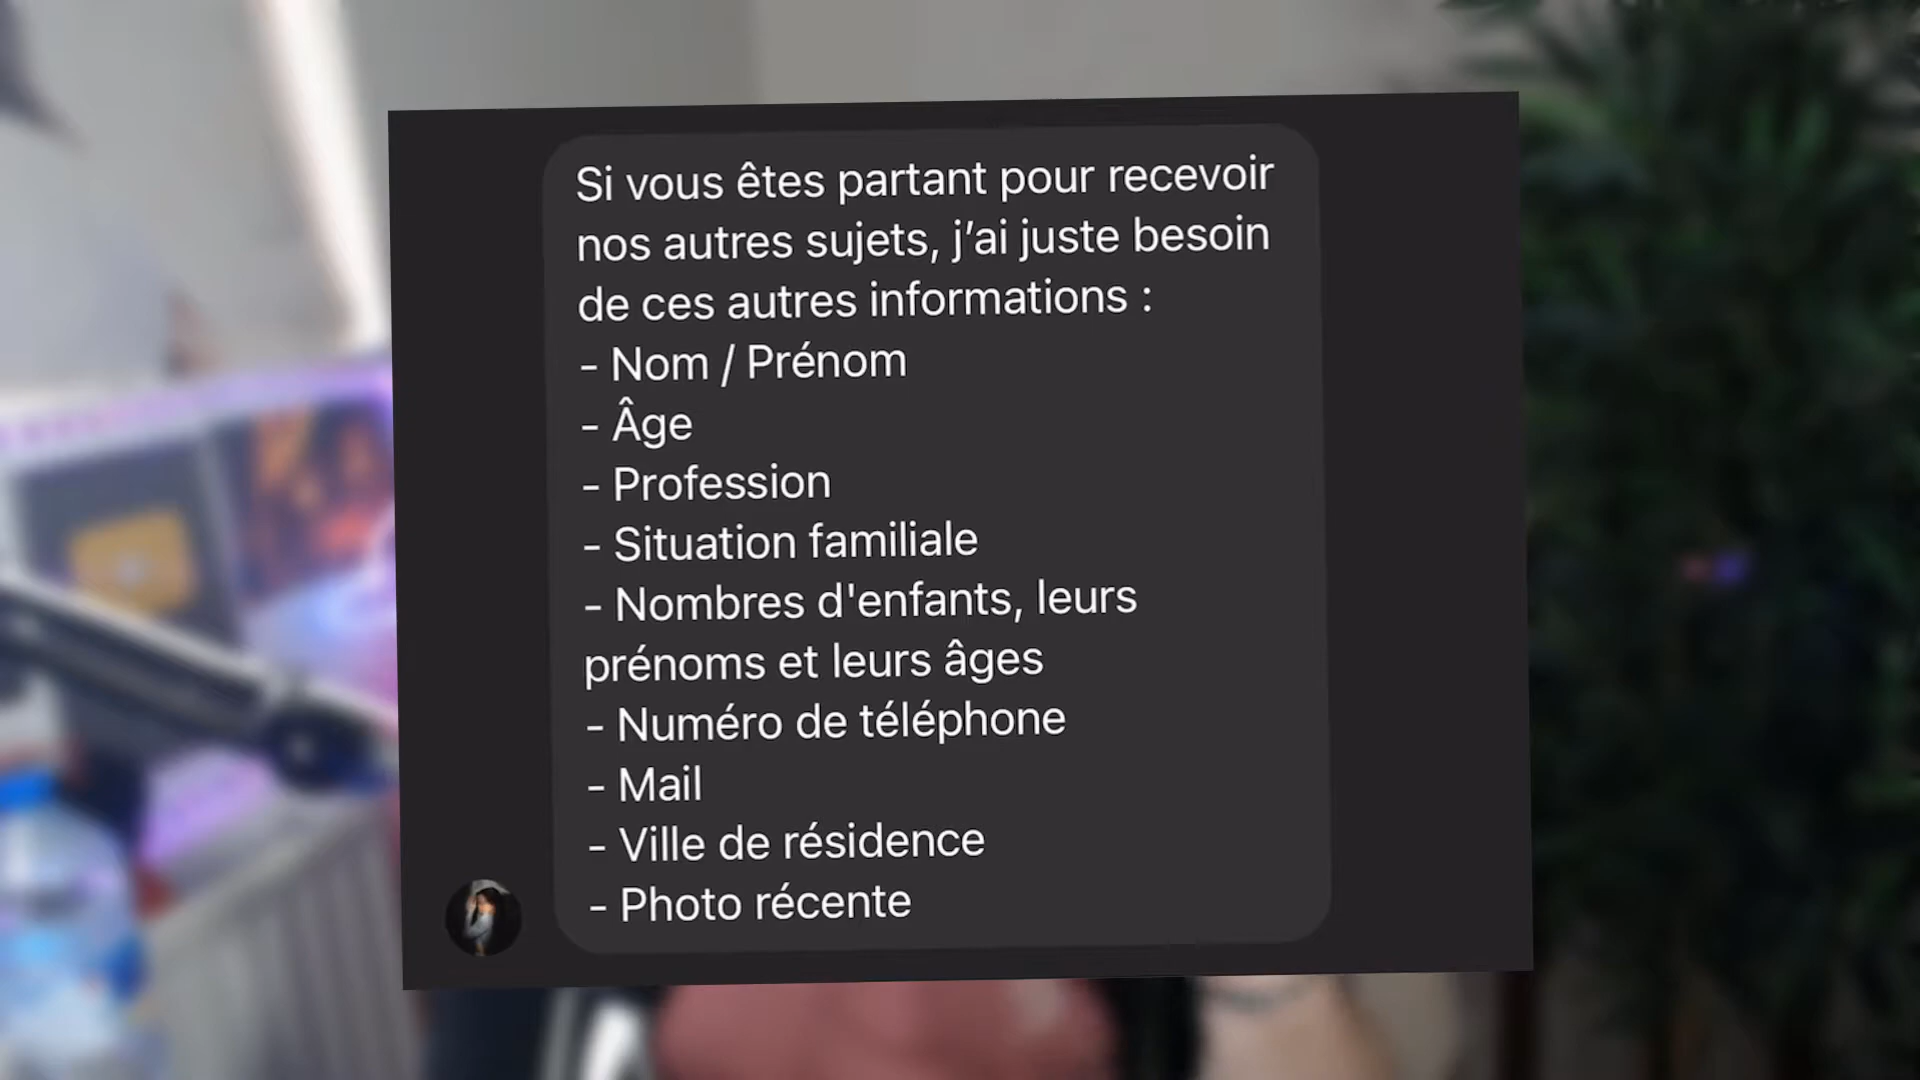 Si vous êtes partant pour recevoir
nos autres sujets, j’ai juste besoin
de ces autres informations :
- Nom / Prénom
- Âge
- Profession
- Situation familiale
- Nombres d'enfants, leurs
prénoms et leurs âges
- Numéro de téléphone
- Mail
- Ville de résidence
- Photo récente